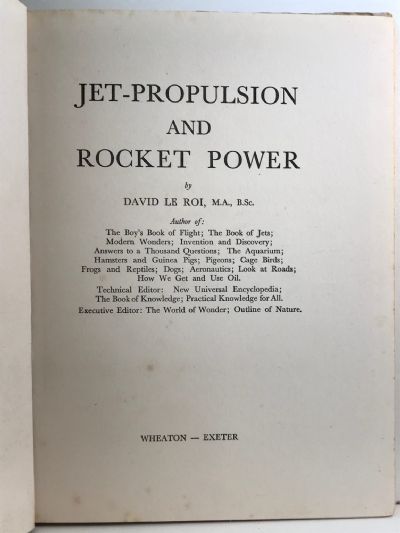 JET-PROPULSION
AND
ROCKET POWER
by
DAVID LE ROI, M.A., B.Sc.
Author of:
The Boy's Book of Flight; The Book of Jets;
Modern Wonders; Invention and Discovery;
Answers to a Thousand Questions; The Aquarium;
Hamsters and Guinea Pigs; Pigeons; Cage Birds;
Frogs and Reptiles; Dogs; Aeronautics; Look at Roads;
How We Get and Use Oil.
Technical Editor: New Universal Encyclopedia;
The Book of Knowledge; Practical Knowledge for All.
Executive Editor: The World of Wonder; Outline of Nature.
WHEATON — EXETER